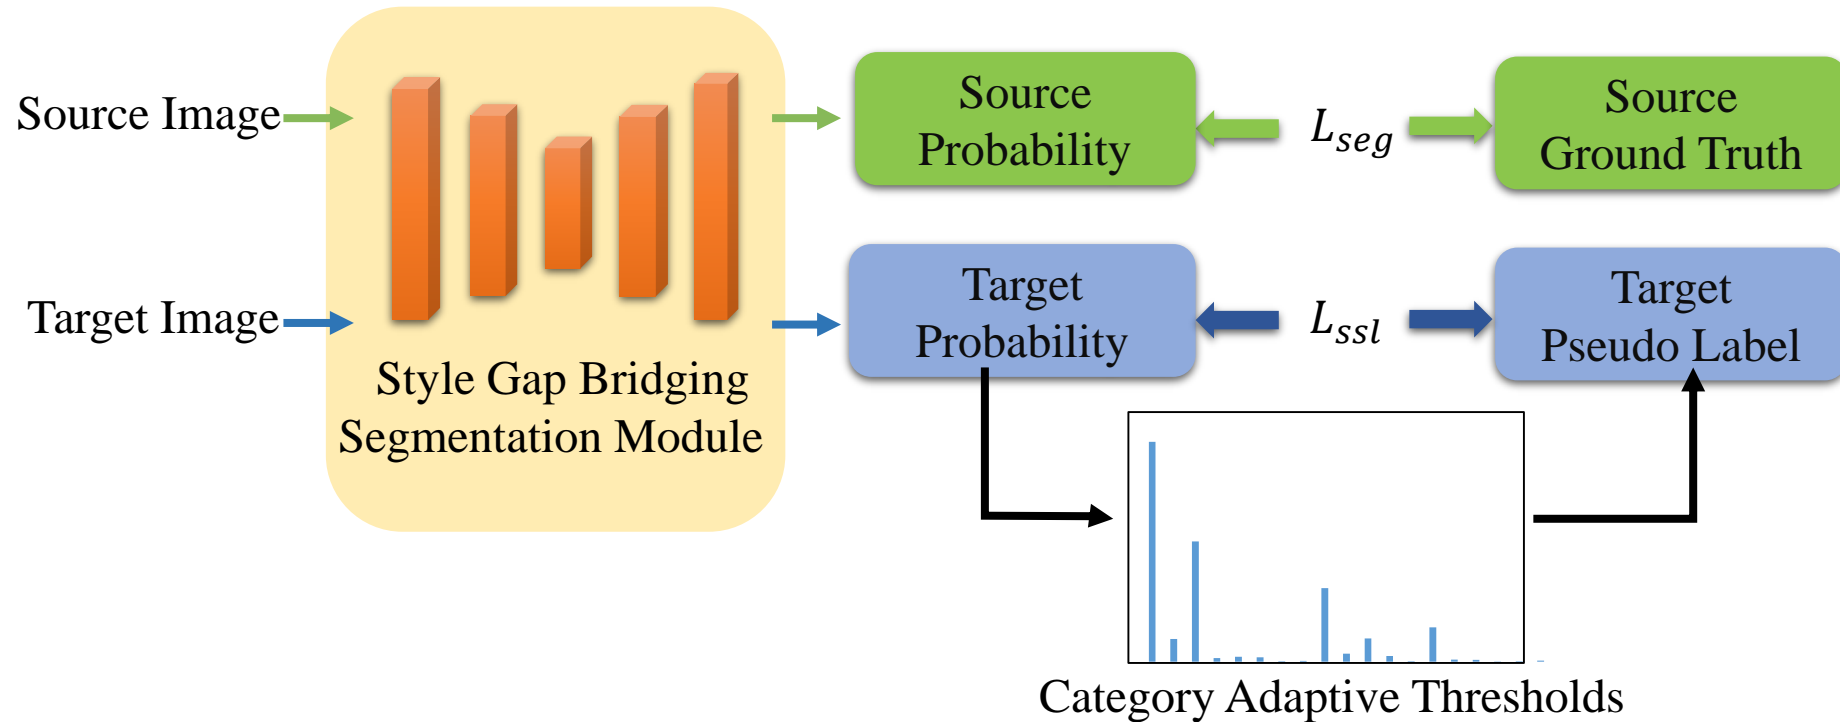 Source Image
Source
Probability
L_seg
Source
Ground Truth
Target Image
Target
Probability
L_ssl
Target
Pseudo Label
Style Gap Bridging
Segmentation Module
Category Adaptive Thresholds